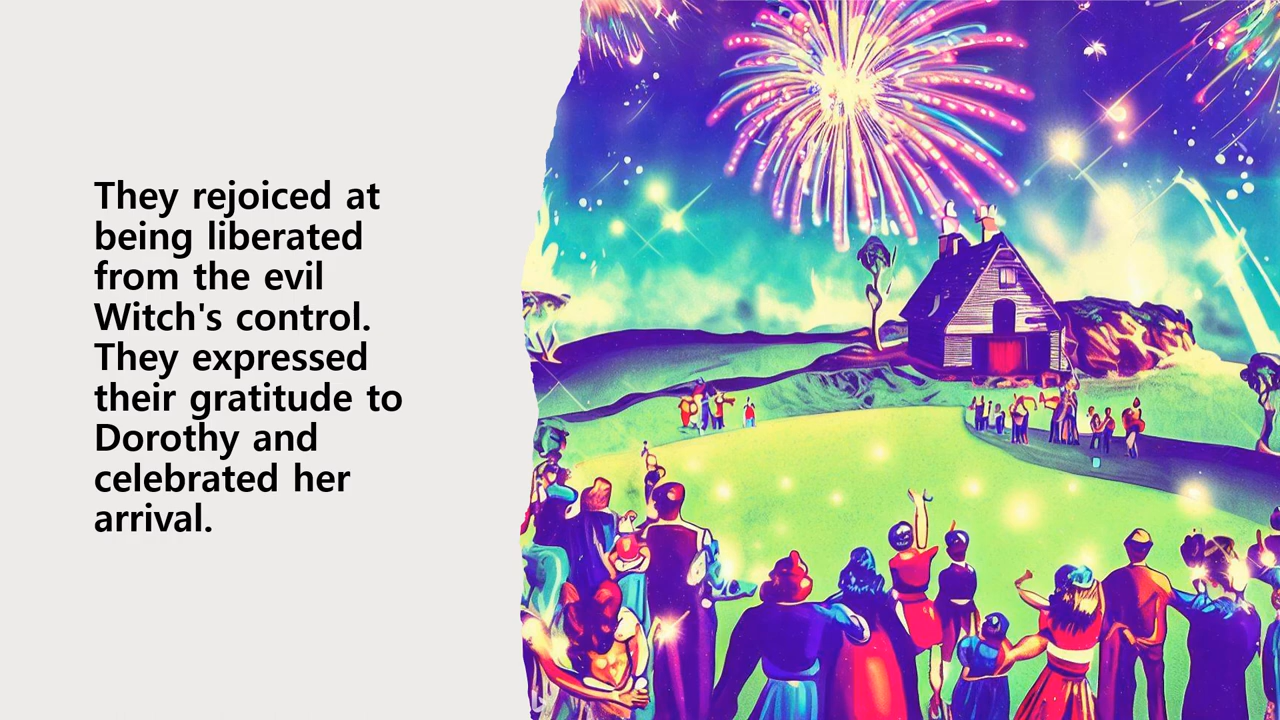 They rejoiced at
being liberated
from the evil
Witch's control.
They expressed
their gratitude to
Dorothy and
celebrated her
arrival.